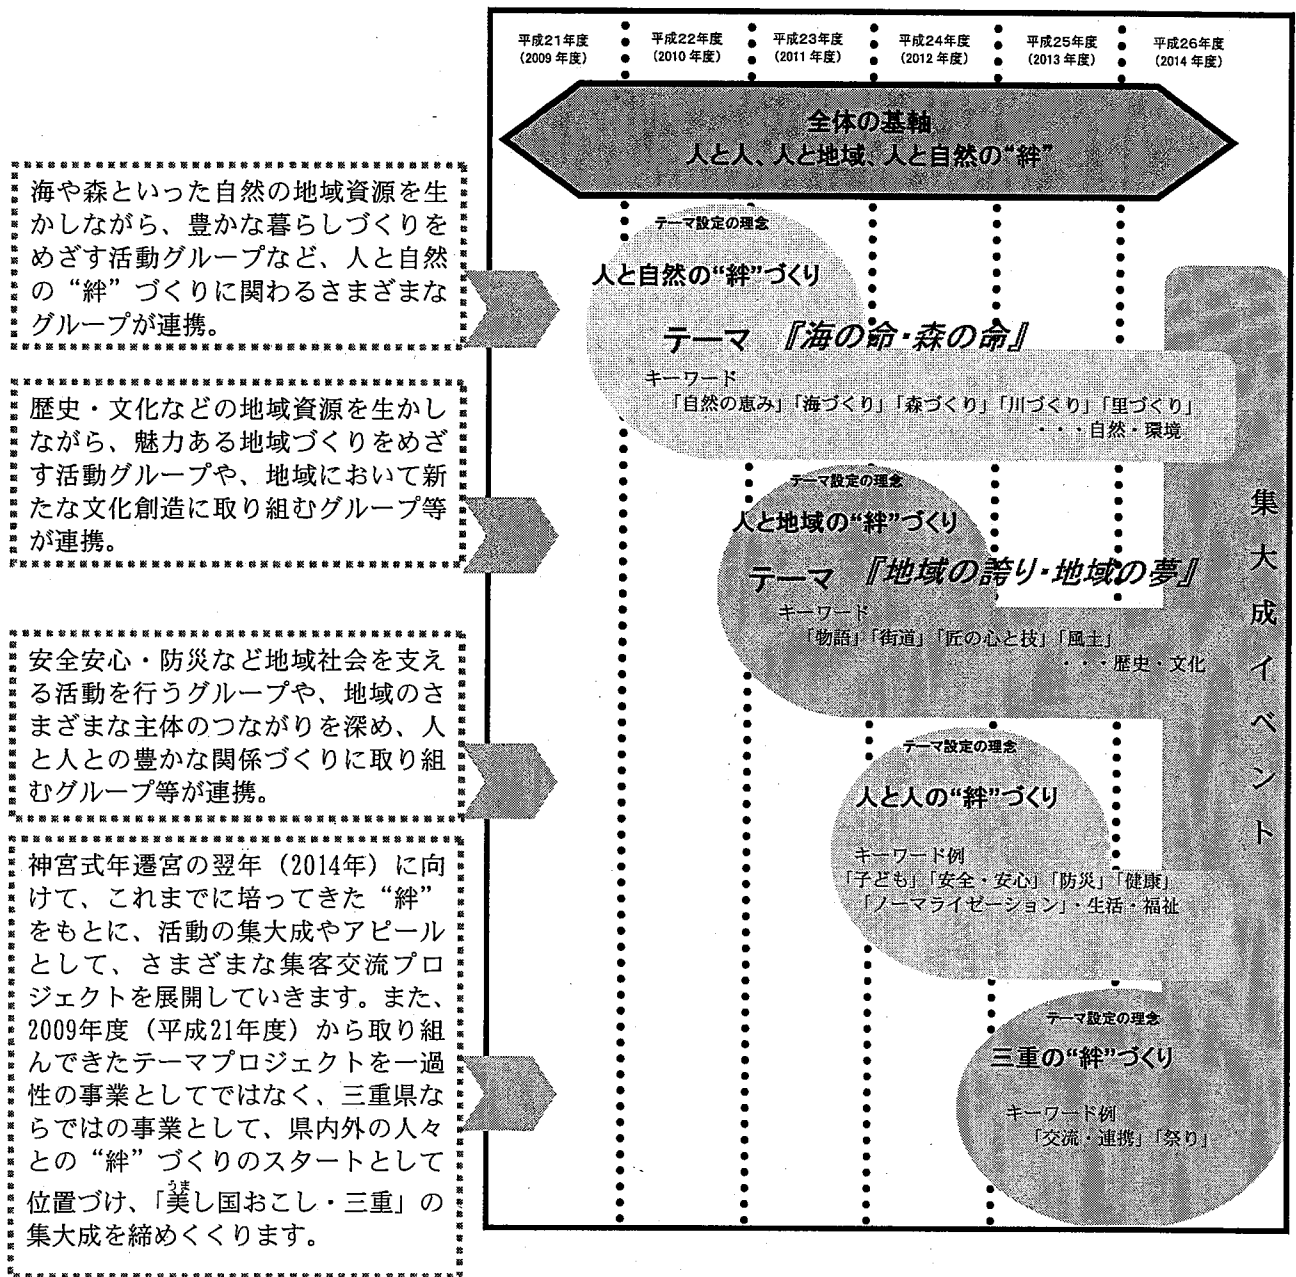 平成21年度 平成22年度 平成23年度 平成24年度 平成25年度 平成26年度
(2009 年度) (2010 年度) (2011 年度) (2012 年度) (2013 年度) (2014 年度)
全体の基軸
人と人、人と地域、人と自然の“絆”
海や森といった自然の地域資源を生
かしながら、豊かな暮らしづくりを
めざす活動グループなど、人と自然
の“絆”づくりに関わるさまざまな
グループが連携。
テーマ設定の理念
人と自然の“絆”づくり
テーマ 『海の命・森の命』
キーワード
「自然の恵み」「海づくり」「森づくり」「川づくり」「里づくり」
・・・自然・環境
歴史・文化などの地域資源を生かし
ながら、魅力ある地域づくりをめざ
す活動グループや、地域において新
たな文化創造に取り組むグループ等
が連携。
テーマ設定の理念
人と地域の“絆”づくり
テーマ 『地域の誇り・地域の夢』
キーワード
「物語」「街道」「匠の心と技」「風土」
・・・歴史・文化
安全安心・防災など地域社会を支え
る活動を行うグループや、地域のさ
まざまな主体のつながりを深め、人
と人との豊かな関係づくりに取り組
むグループ等が連携。
テーマ設定の理念
人と人の“絆”づくり
キーワード例
「子ども」「安全・安心」「防災」「健康」
「ノーマライゼーション」・生活・福祉
神宮式年遷宮の翌年(2014年)に向
けて、これまでに培ってきた“絆”
をもとに、活動の集大成やアピール
として、さまざまな集客交流プロ
ジェクトを展開していきます。また、
2009年度(平成21年度)から取り組
んできたテーマプロジェクトを一過
性の事業としてではなく、三重県な
らではの事業として、県内外の人々
との“絆”づくりのスタートとして
うま
位置づけ、「美し国おこし・三重」の
集大成を締めくくります。
テーマ設定の理念
三重の“絆”づくり
キーワード例
「交流・連携」「祭り」
集大成イベント